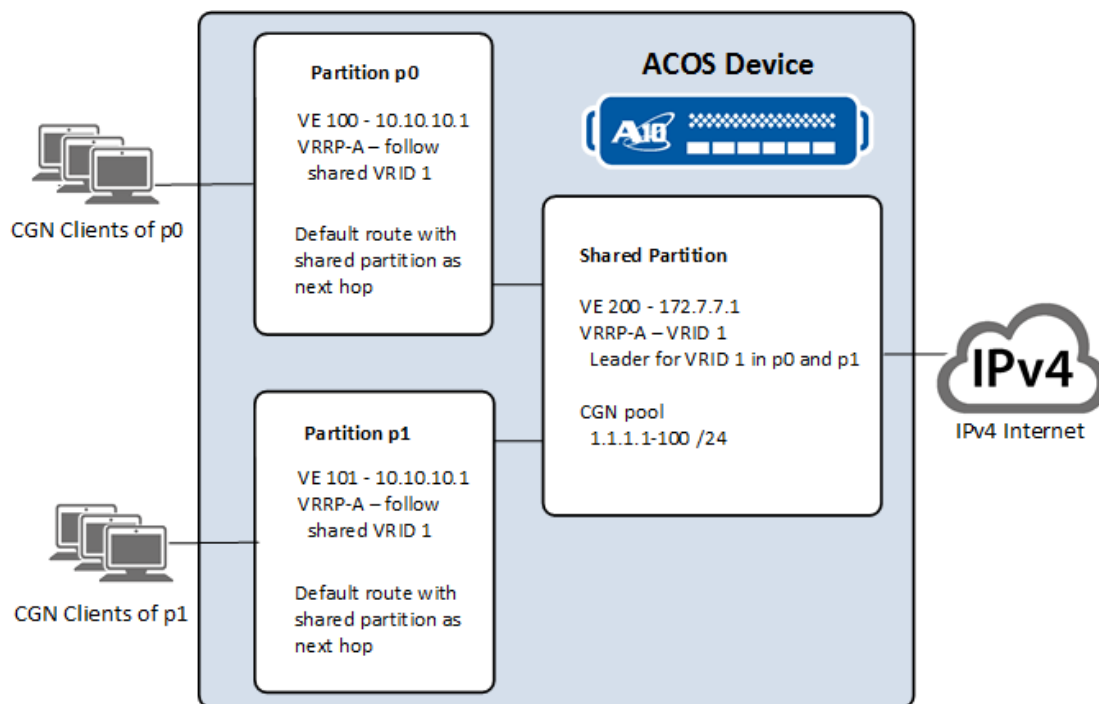 Partition p0
VE 100 - 10.10.10.1
VRRP-A – follow
shared VRID 1
Default route with
shared partition as
next hop
CGN Clients of p0
ACOS Device
A10
Shared Partition
VE 200 - 172.7.7.1
VRRP-A – VRID 1
Leader for VRID 1 in p0 and p1
CGN pool
1.1.1.1-100 /24
IPv4
IPv4 Internet
Partition p1
VE 101 - 10.10.10.1
VRRP-A – follow
shared VRID 1
Default route with
shared partition as
next hop
CGN Clients of p1